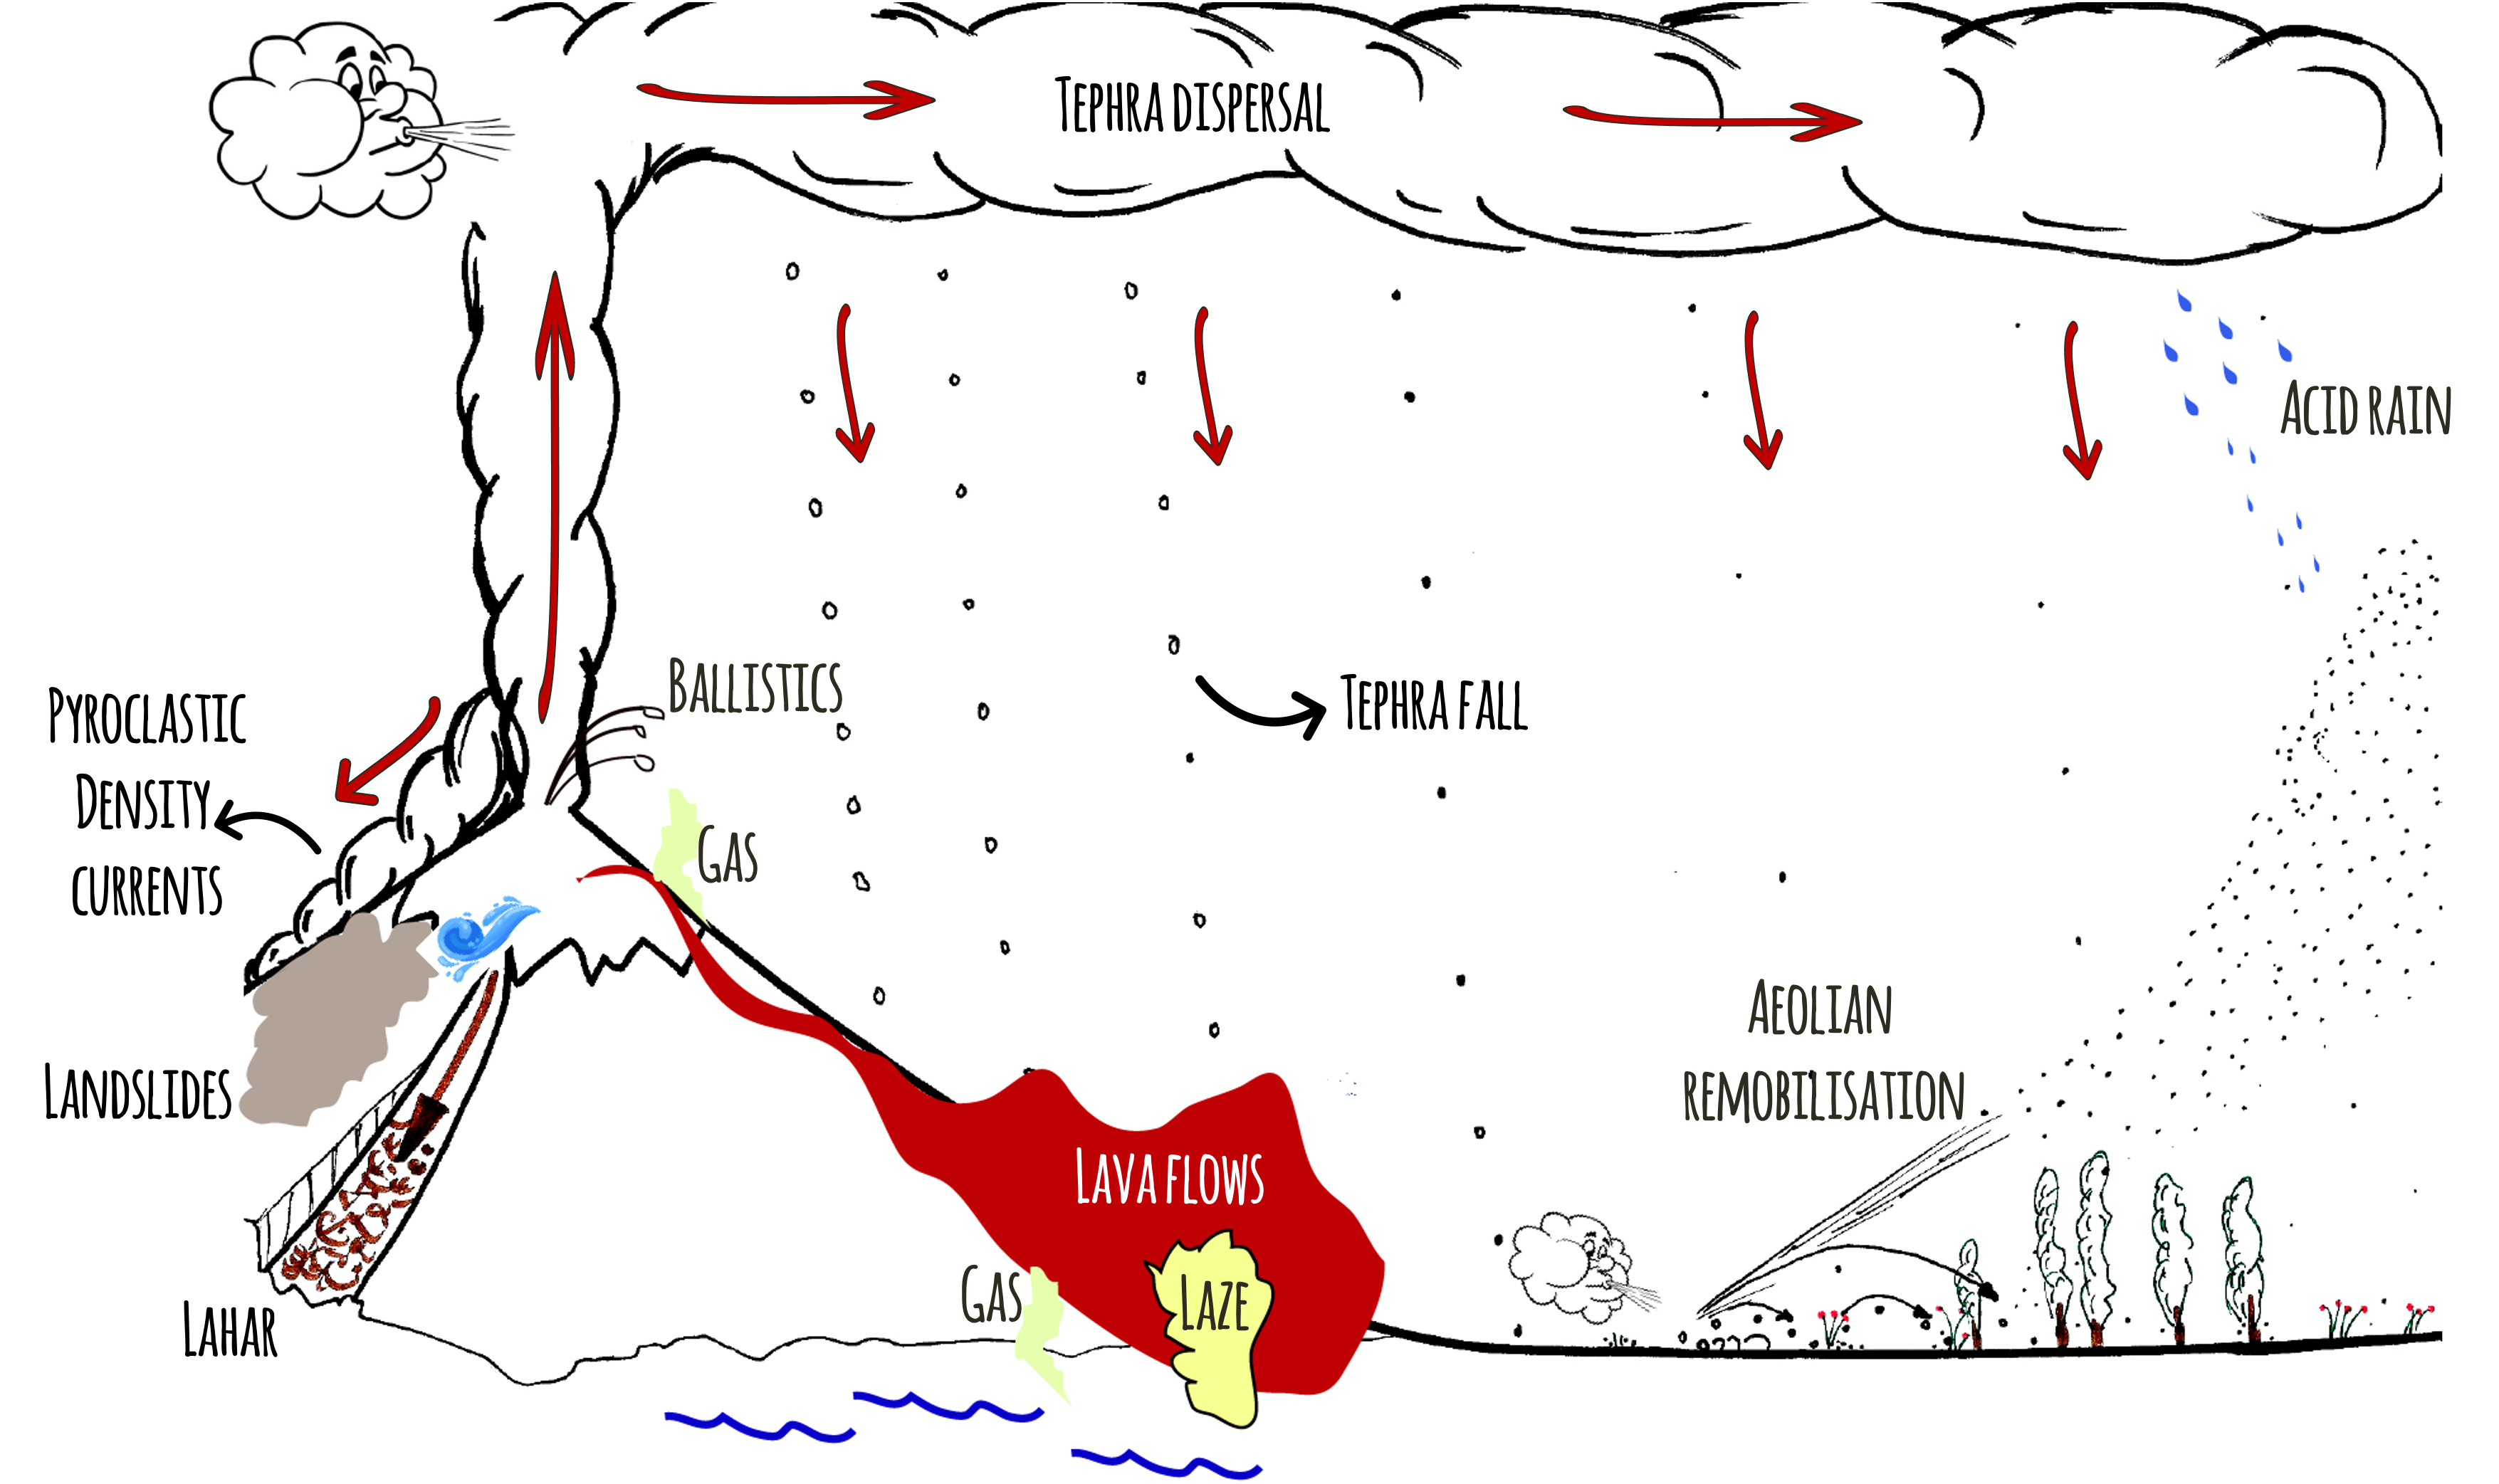 Tephra dispersal
Acid rain
Ballistics
Tephra fall
Pyroclastic
Density
currents
Gas
Landslides
Aeolian
remobilisation
Lava flows
Gas
Laze
Lahar